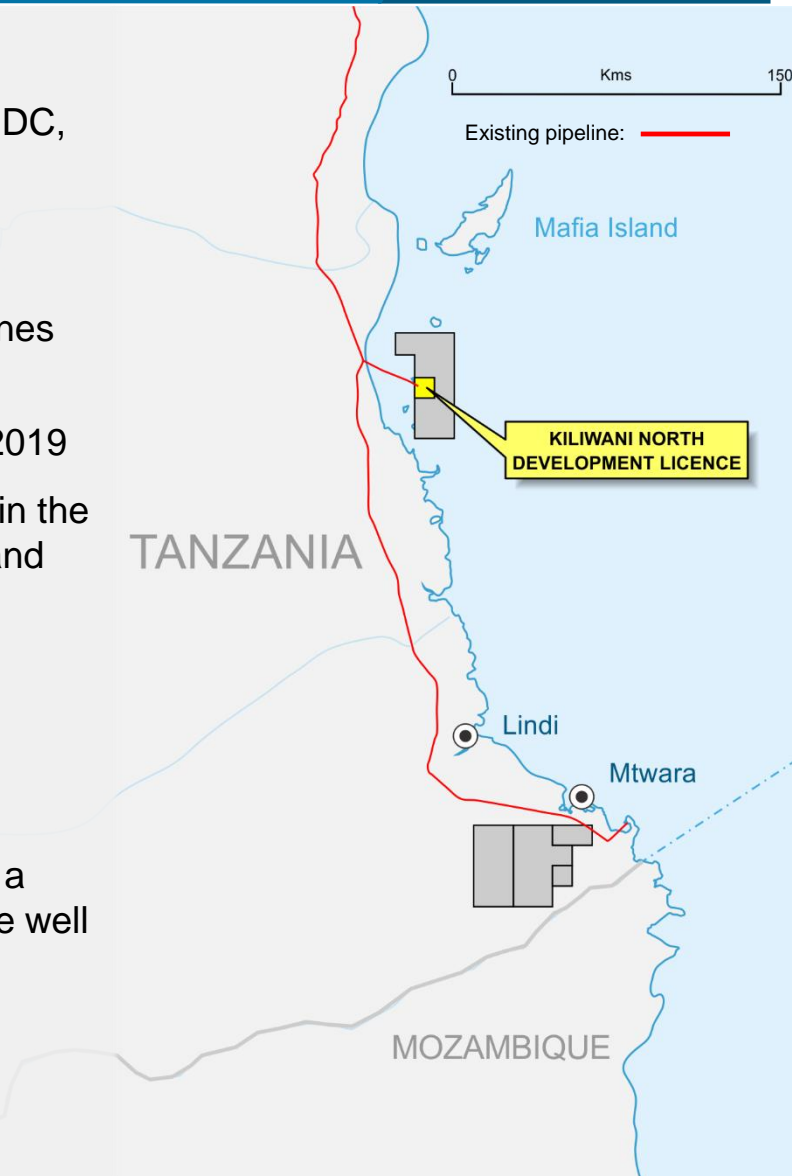 DC,
nes
2019
in the
and
a
e well
0 Kms 150
Existing pipeline:
Mafia Island
KILIWANI NORTH
DEVELOPMENT LICENCE
TANZANIA
Lindi
Mtwara
MOZAMBIQUE